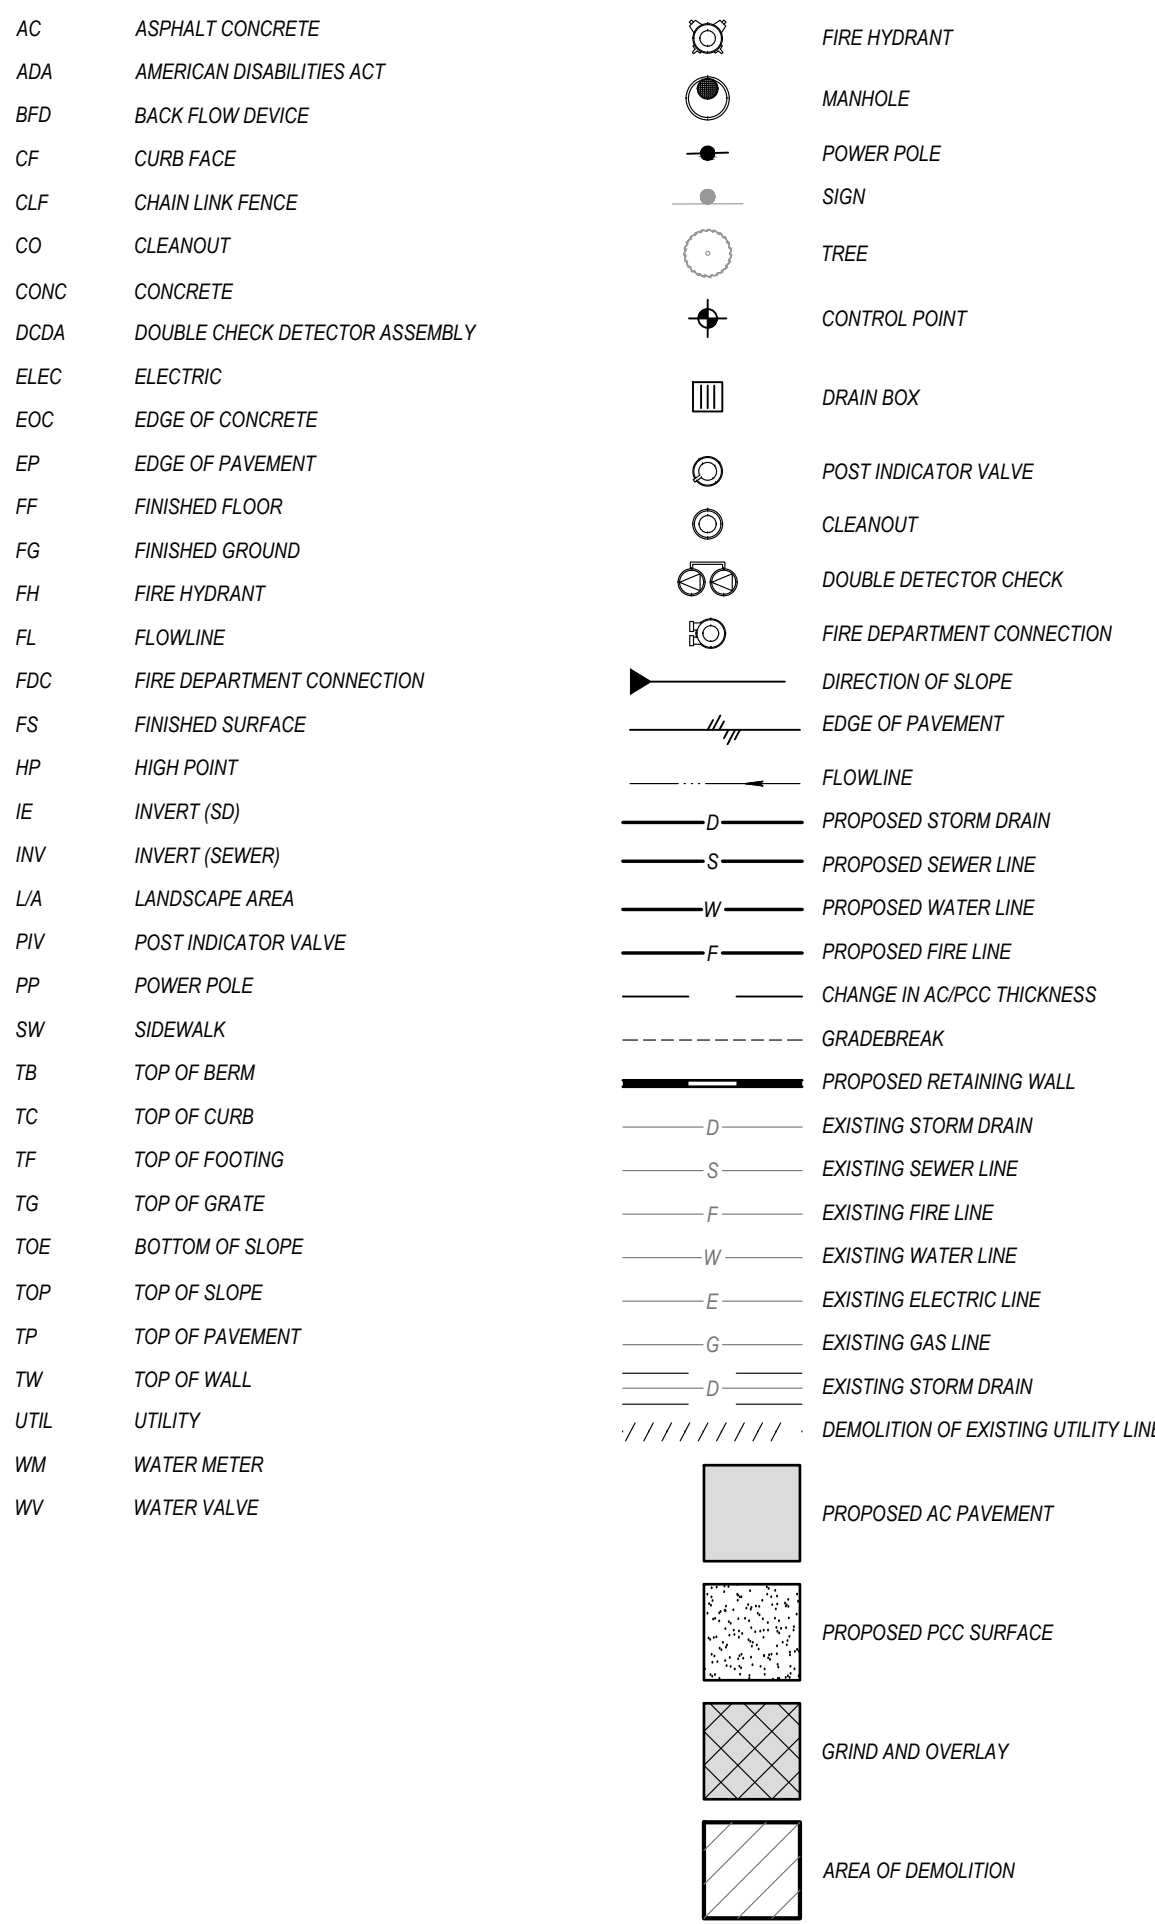 AC ASPHALT CONCRETE
ADA AMERICAN DISABILITIES ACT
BFD BACK FLOW DEVICE
CF CURB FACE
CLF CHAIN LINK FENCE
CO CLEANOUT
CONC CONCRETE
DCDA DOUBLE CHECK DETECTOR ASSEMBLY
ELEC ELECTRIC
EOC EDGE OF CONCRETE
EP EDGE OF PAVEMENT
FF FINISHED FLOOR
FG FINISHED GROUND
FH FIRE HYDRANT
FL FLOWLINE
FDC FIRE DEPARTMENT CONNECTION
FS FINISHED SURFACE
HP HIGH POINT
IE INVERT (SD)
INV INVERT (SEWER)
L/A LANDSCAPE AREA
PIV POST INDICATOR VALVE
PP POWER POLE
SW SIDEWALK
TB TOP OF BERM
TC TOP OF CURB
TF TOP OF FOOTING
TG TOP OF GRATE
TOE BOTTOM OF SLOPE
TOP TOP OF SLOPE
TP TOP OF PAVEMENT
TW TOP OF WALL
UTIL UTILITY
WM WATER METER
WV WATER VALVE
FIRE HYDRANT
MANHOLE
POWER POLE
SIGN
TREE
CONTROL POINT
DRAIN BOX
POST INDICATOR VALVE
CLEANOUT
DOUBLE DETECTOR CHECK
FIRE DEPARTMENT CONNECTION
DIRECTION OF SLOPE
EDGE OF PAVEMENT
FLOWLINE
D PROPOSED STORM DRAIN
S PROPOSED SEWER LINE
W PROPOSED WATER LINE
F PROPOSED FIRE LINE
CHANGE IN AC/PCC THICKNESS
GRADEBREAK
PROPOSED RETAINING WALL
D EXISTING STORM DRAIN
S EXISTING SEWER LINE
F EXISTING FIRE LINE
W EXISTING WATER LINE
E EXISTING ELECTRIC LINE
G EXISTING GAS LINE
D EXISTING STORM DRAIN
DEMOLITION OF EXISTING UTILITY LINE
PROPOSED AC PAVEMENT
PROPOSED PCC SURFACE
GRIND AND OVERLAY
AREA OF DEMOLITION